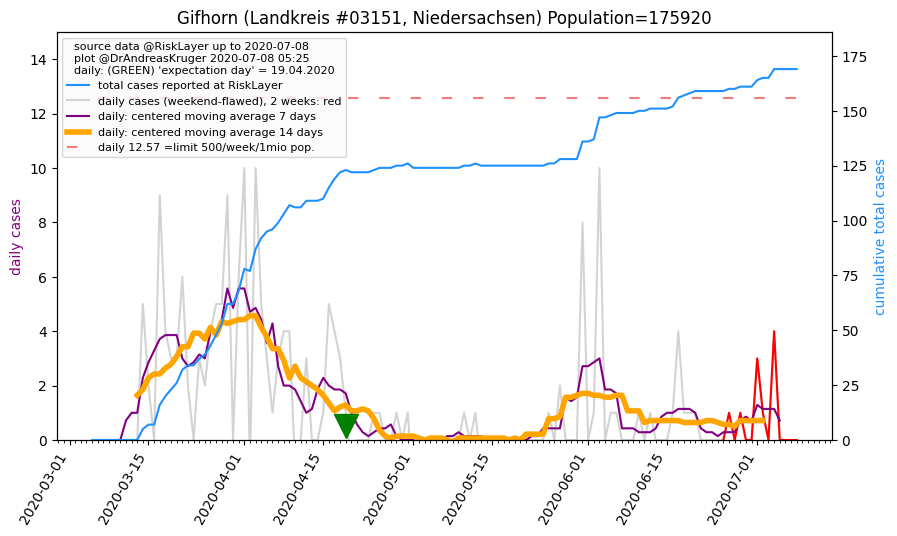 Gifhorn (Landkreis #03151, Niedersachsen) Population=175920
source data @RiskLayer up to 2020-07-08
plot @DrAndreasKruger 2020-07-08 05:25
daily: (GREEN) 'expectation day' = 19.04.2020
total cases reported at RiskLayer
daily cases (weekend-flawed), 2 weeks: red
daily: centered moving average 7 days
daily: centered moving average 14 days
daily 12.57 =limit 500/week/1mio pop.
daily cases
14
12
10
8
6
4
2
0
cumulative total cases
175
150
125
100
75
50
25
0
2020-03-01
2020-03-15
2020-04-01
2020-04-15
2020-05-01
2020-05-15
2020-06-01
2020-06-15
2020-07-01